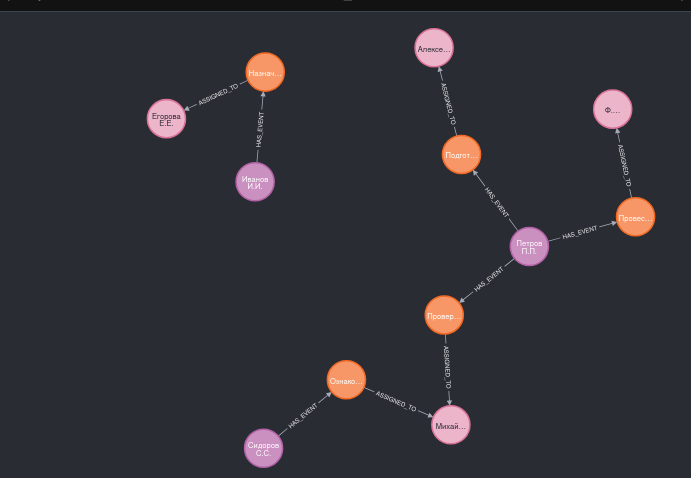 Алексе...
Назнач...
ASSIGNED_TO
Егорова
Е.Е.
HAS_EVENT
Иванов
И.И.
ASSIGNED_TO
Ф....
Подгот...
ASSIGNED_TO
HAS_EVENT
Провес...
HAS_EVENT
Петров
П.П.
HAS_EVENT
Провер...
ASSIGNED_TO
Ознако...
ASSIGNED_TO
HAS_EVENT
Михай...
Сидоров
С.С.